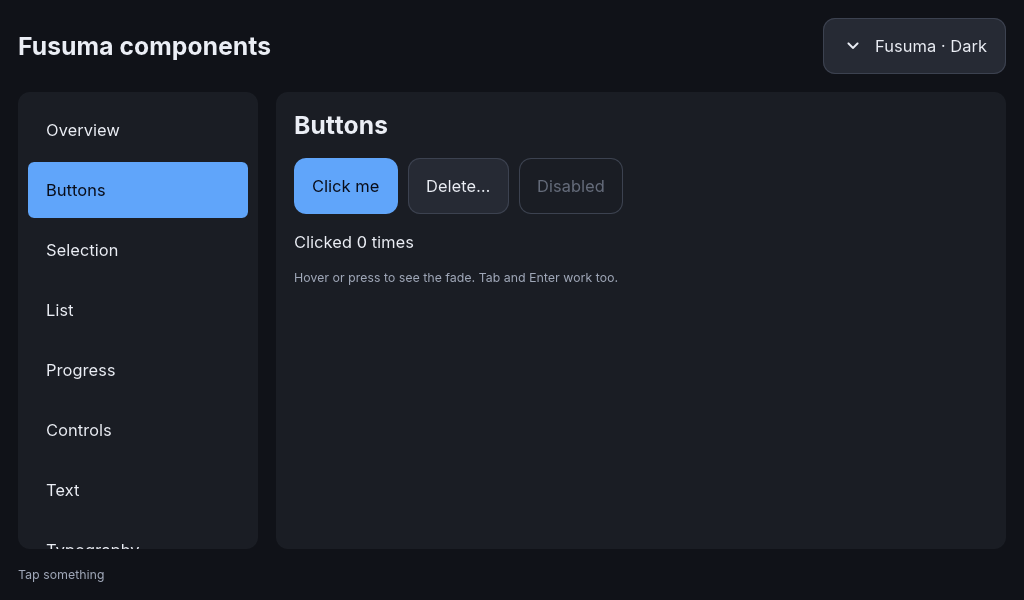 Fusuma components
Fusuma · Dark
Overview
Buttons
Selection
List
Progress
Controls
Text
Typography
Buttons
Click me
Delete...
Disabled
Clicked 0 times
Hover or press to see the fade. Tab and Enter work too.
Tap something